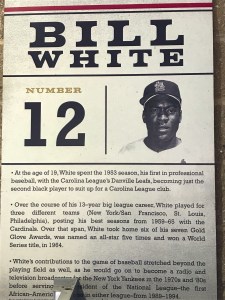 BILL
WHITE
NUMBER
12
• At the age of 19, White spent the 1953 season, his first in professional
baseball, with the Carolina League's Danville Leafs, becoming just the
second black player to suit up for a Carolina League club.
• Over the course of his 13-year big league career, White played for
three different teams (New York/San Francisco, St. Louis,
Philadelphia), posting his best seasons from 1959-65 with the
Cardinals. Over that span, White took home six of his seven Gold
Glove Awards, was named an all-star five times and won a World
Series title, in 1964.
• White's contributions to the game of baseball stretched beyond the
playing field as well, as he would go on to become a radio and
television broadcaster for the New York Yankees in the 1970s and '80s
before serving President of the National League-the first
African-American in either league-from 1989-1994.